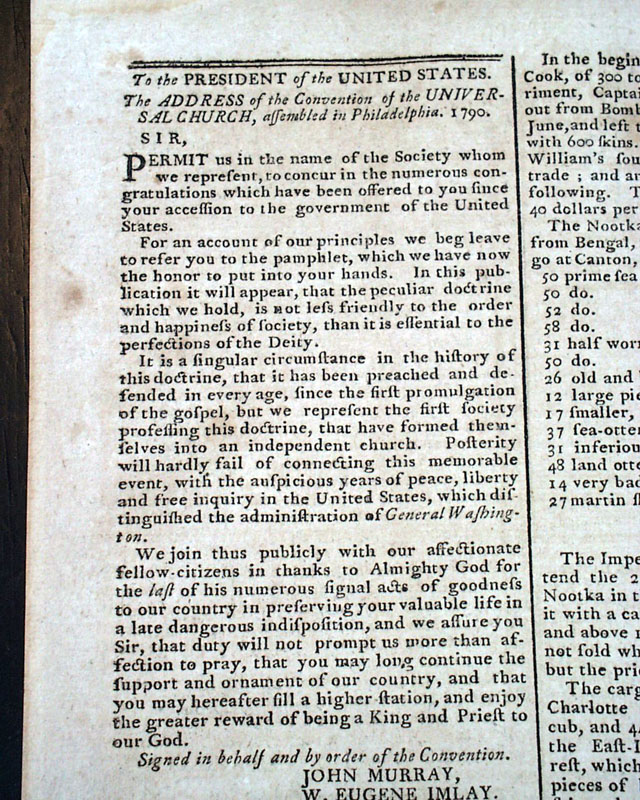 To the PRESIDENT of the UNITED STATES.
The ADDRESS of the Convention of the UNIVER-
SAL CHURCH, aſſembled in Philadelphia. 1790.
SIR,
PERMIT us in the name of the Society whom
we repreſent, to concur in the numerous con-
gratulations which have been offered to you ſince
your acceſſion to the government of the United
States.
For an account of our principles we beg leave
to refer you to the pamphlet, which we have now
the honor to put into your hands. In this pub-
lication it will appear, that the peculiar doctrine
which we hold, is not leſs friendly to the order
and happineſs of ſociety, than it is eſſential to the
perfections of the Deity.
It is a ſingular circumſtance in the hiſtory of
this doctrine, that it has been preached and de-
fended in every age, ſince the firſt promulgation
of the goſpel, but we repreſent the firſt ſociety
profeſſing this doctrine, that have formed them-
ſelves into an independent church. Poſterity
will hardly fail of connecting this memorable
event, with the auſpicious years of peace, liberty
and free inquiry in the United States, which diſ-
tinguiſhed the adminiſtration of General Waſhing-
ton.
We join thus publicly with our affectionate
fellow-citizens in thanks to Almighty God for
the laſt of his numerous ſignal acts of goodneſs
to our country in preſerving your valuable life in
a late dangerous indiſpoſition, and we aſſure you
Sir, that duty will not prompt us more than af-
fection to pray, that you may long continue the
ſupport and ornament of our country, and that
you may hereafter fill a higher ſtation, and enjoy
the greater reward of being a King and Prieſt to
our God.
Signed in behalf and by order of the Convention.
JOHN MURRAY,
W. EUGENE IMLAY.
In the begin
Cook, of 300 to
riment, Captai
out from Bomb
June, and left t
with 600 ſkins.
William's ſou
trade ; and ar
following. T
40 dollars per
The Nootka
from Bengal,
go at Canton,
50 prime ſea
50 do.
52 do.
58 do.
31 half worn
50 do.
26 old and
12 large pie
17 ſmaller,
37 ſea-otter
31 inferiou
48 land otte
14 very bad
27 martin ſk
The Impe
tend the 2
Nootka in t
it with a ca
and above 1
not ſold wh
but the pric
The carg
Charlotte
cub, and 44
the Eaſt-I
reſt, which
pieces of